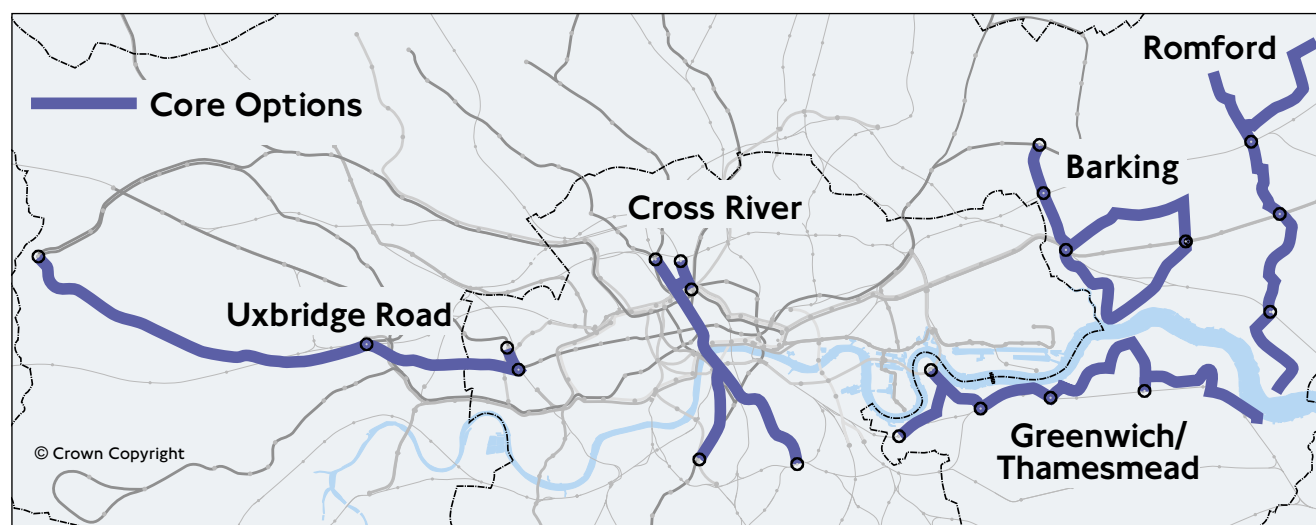 Romford
Core Options
Barking
Cross River
Uxbridge Road
Greenwich/
Thamesmead
© Crown Copyright